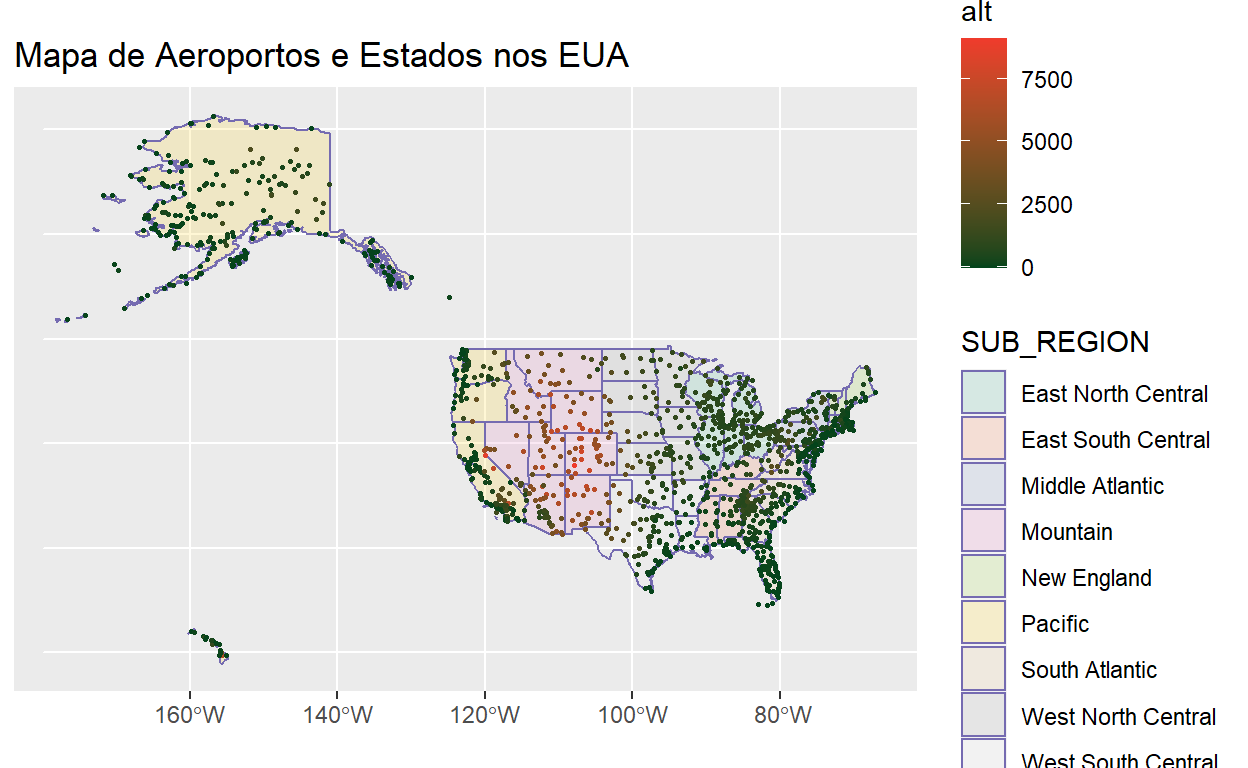 Mapa de Aeroportos e Estados nos EUA
160°W
140°W
120°W
100°W
80°W
alt
7500
5000
2500
0
SUB_REGION
East North Central
East South Central
Middle Atlantic
Mountain
New England
Pacific
South Atlantic
West North Central
West South Central